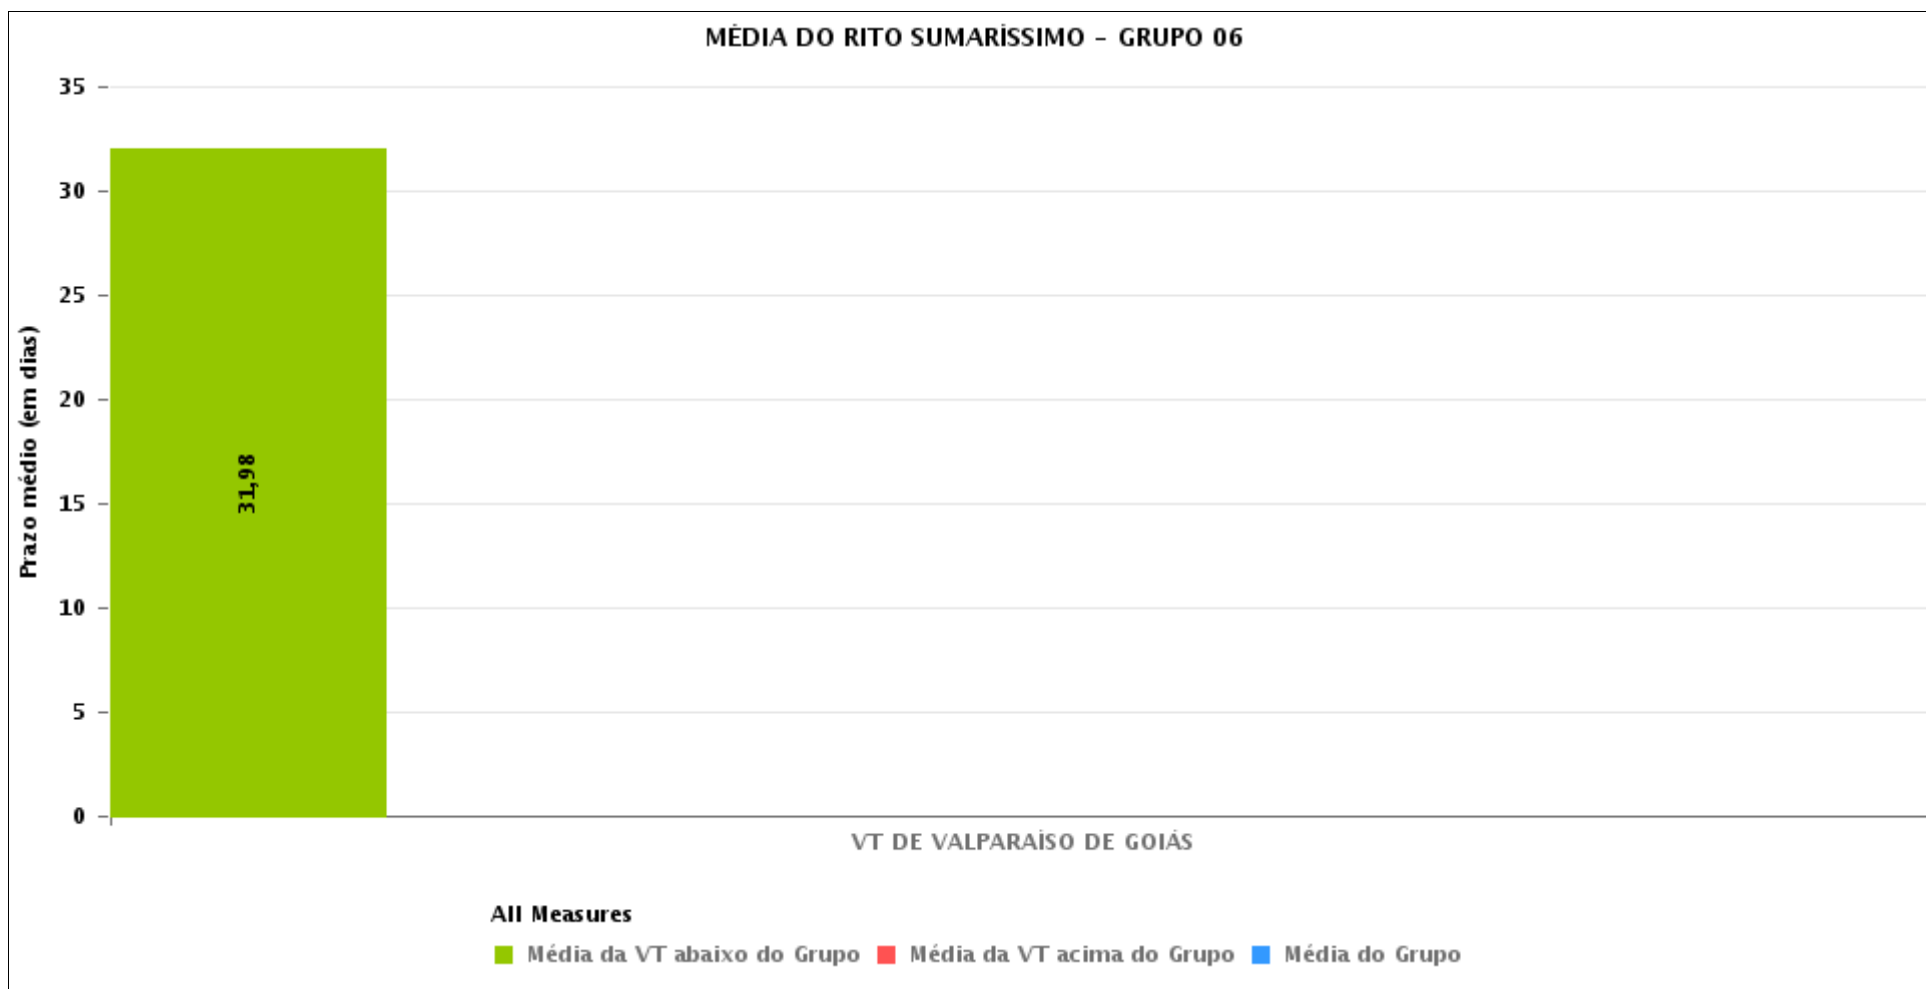 MÉDIA DO RITO SUMARÍSSIMO - GRUPO 06
35
30
25
20
15
10
5
0
Prazo médio (em dias)
31,98
VT DE VALPARAÍSO DE GOIÁS
All Measures
Média da VT abaixo do Grupo Média da VT acima do Grupo Média do Grupo